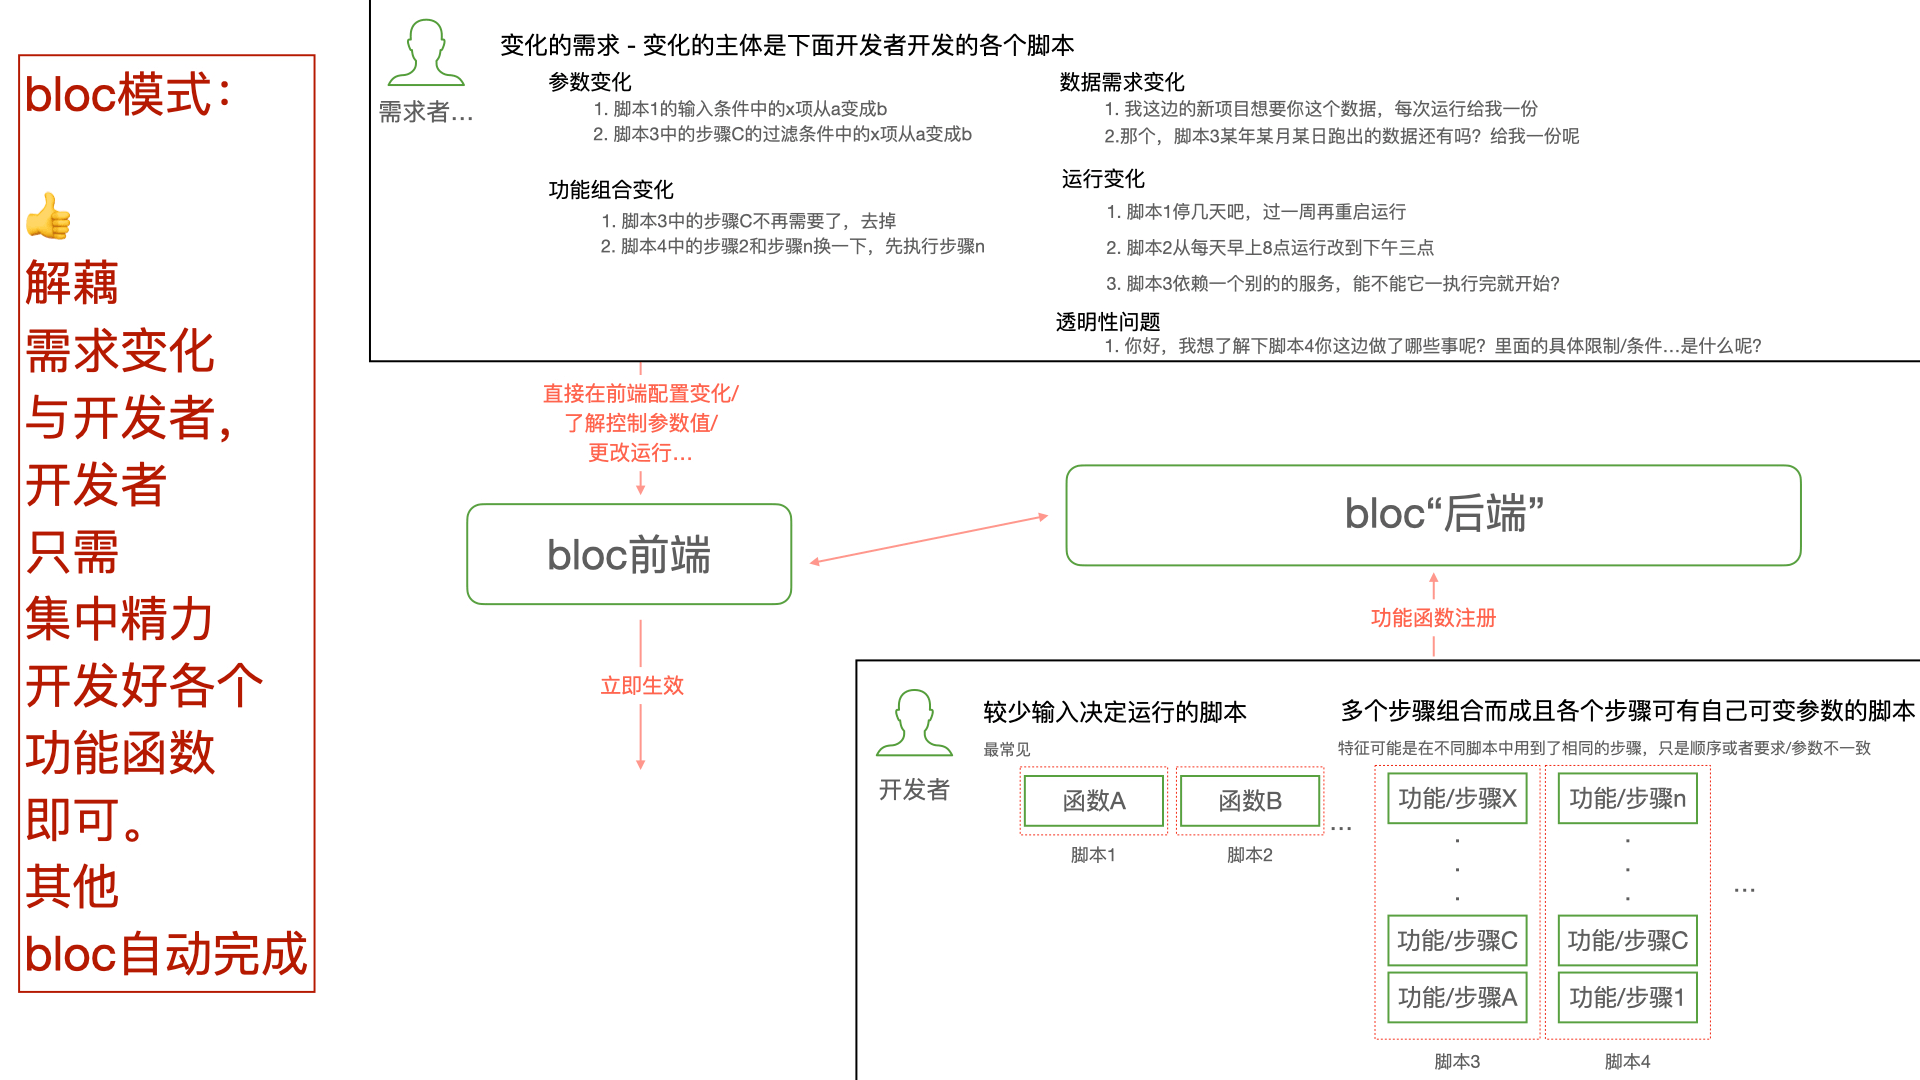 bloc模式：
👍
解藕
需求变化
与开发者，
开发者
只需
集中精力
开发好各个
功能函数
即可。
其他
bloc自动完成
需求者...
变化的需求 - 变化的主体是下面开发者开发的各个脚本
参数变化
1. 脚本1的输入条件中的x项从a变成b
2. 脚本3中的步骤C的过滤条件中的x项从a变成b
功能组合变化
1. 脚本3中的步骤C不再需要了，去掉
2. 脚本4中的步骤2和步骤n换一下，先执行步骤n
数据需求变化
1. 我这边的新项目想要你这个数据，每次运行给我一份
2.那个，脚本3某年某月某日跑出的数据还有吗？给我一份呢
运行变化
1. 脚本1停几天吧，过一周再重启运行
2. 脚本2从每天早上8点运行改到下午三点
3. 脚本3依赖一个别的的服务，能不能它一执行完就开始？
透明性问题
1. 你好，我想了解下脚本4你这边做了哪些事呢？里面的具体限制/条件...是什么呢？
直接在前端配置变化/
了解控制参数值/
更改运行...
bloc前端
bloc“后端”
立即生效
功能函数注册
开发者
较少输入决定运行的脚本
最常见
函数A
函数B
...
脚本1
脚本2
多个步骤组合而成且各个步骤可有自己可变参数的脚本
特征可能是在不同脚本中用到了相同的步骤，只是顺序或者要求/参数不一致
功能/步骤X
功能/步骤n
.
.
.
.
.
.
...
功能/步骤C
功能/步骤C
功能/步骤A
功能/步骤1
脚本3
脚本4